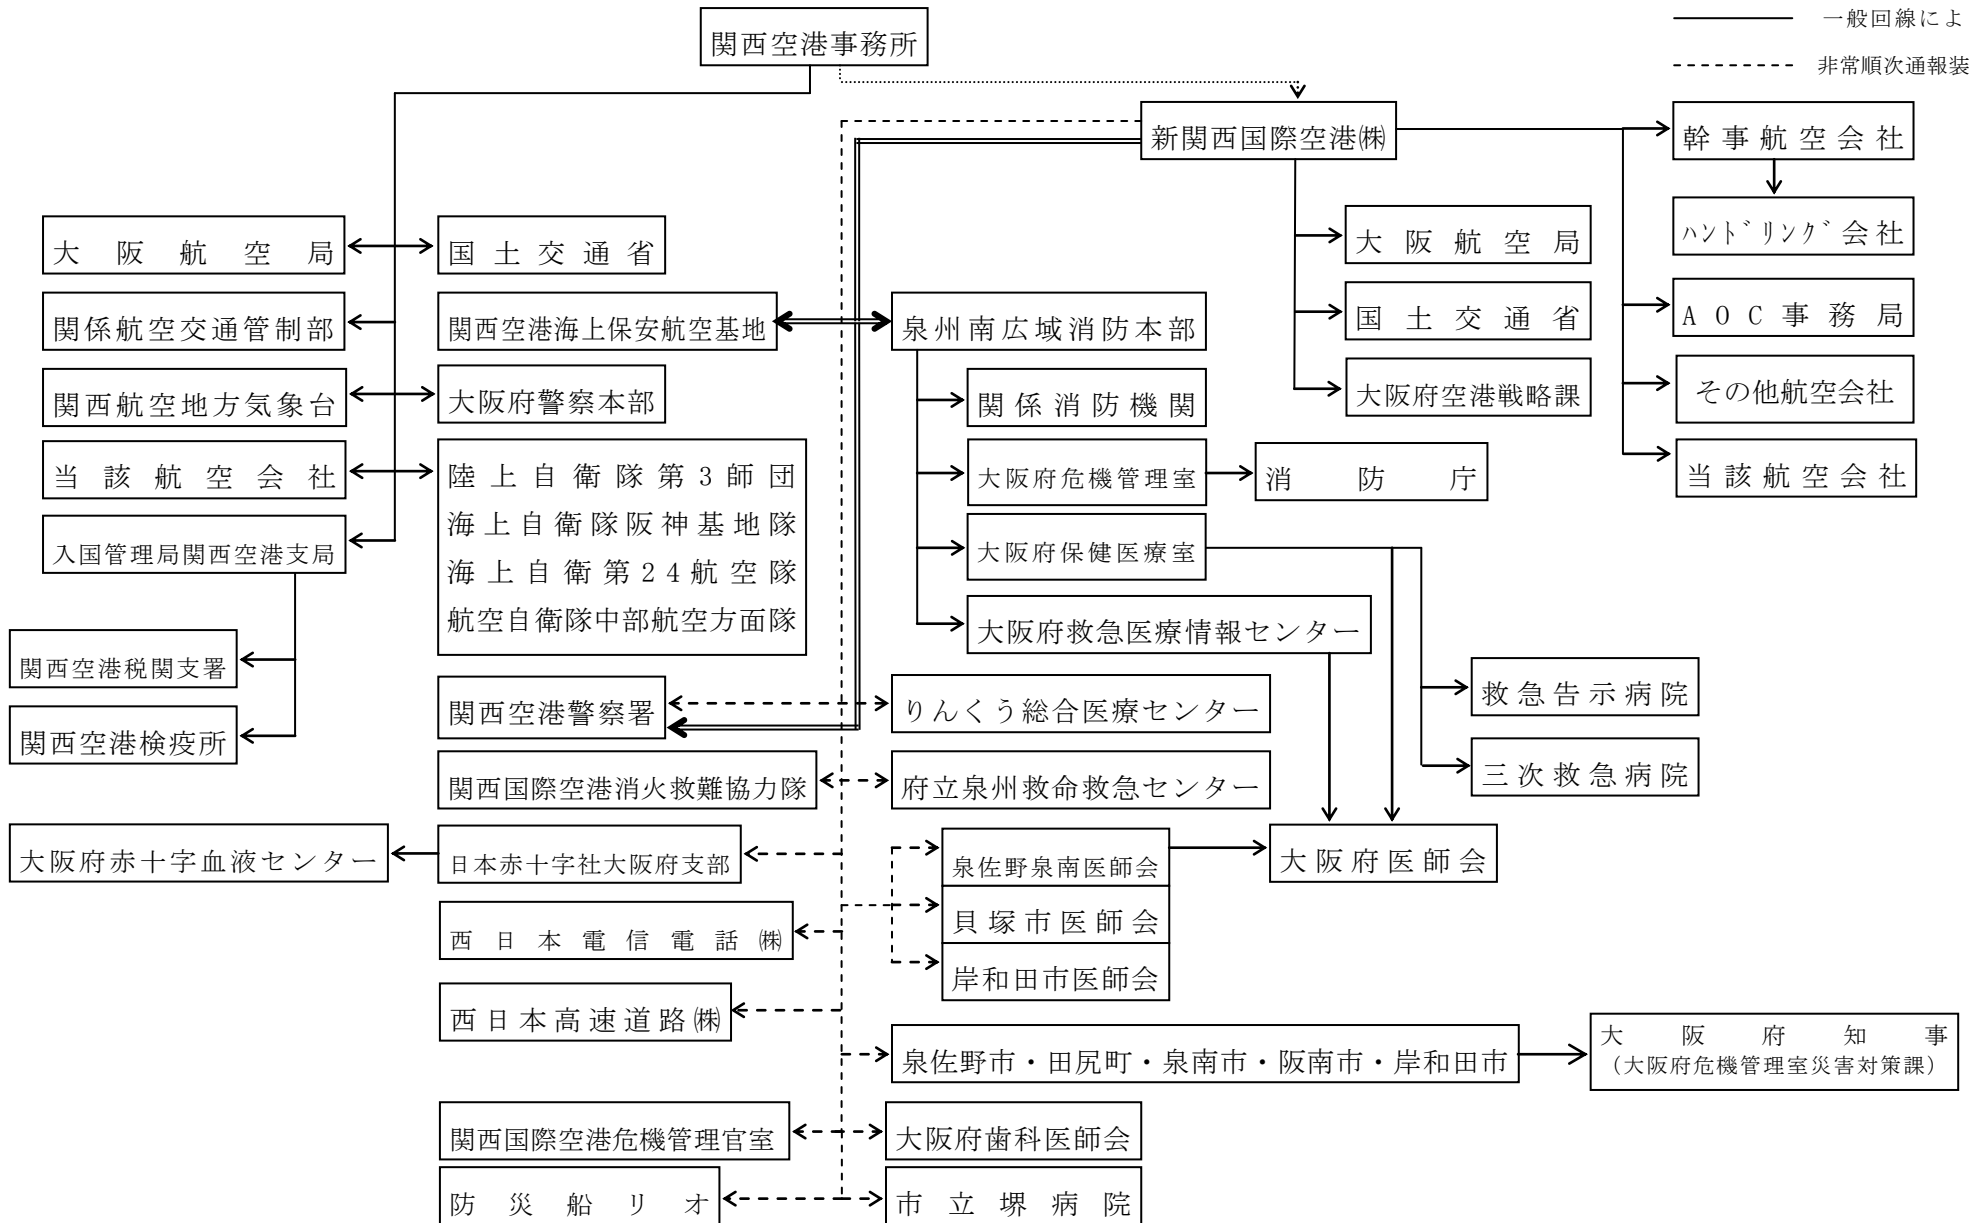 関西空港事務所
一般回線によ
非常順次通報装
新関西国際空港㈱
幹事航空会社
ﾊﾝﾄﾞﾘﾝｸﾞ会社
大阪航空局
国土交通省
大阪航空局
関係航空交通管制部
関西空港海上保安航空基地
泉州南広域消防本部
国土交通省
AOC事務局
関西航空地方気象台
大阪府警察本部
関係消防機関
大阪府空港戦略課
その他航空会社
当該航空会社
陸上自衛隊第3師団
海上自衛隊阪神基地隊
海上自衛第24航空隊
航空自衛隊中部航空方面隊
大阪府危機管理室
消防庁
当該航空会社
入国管理局関西空港支局
大阪府保健医療室
大阪府救急医療情報センター
関西空港税関支署
関西空港検疫所
関西空港警察署
りんくう総合医療センター
救急告示病院
関西国際空港消火救難協力隊
府立泉州救命救急センター
三次救急病院
大阪府赤十字血液センター
日本赤十字社大阪府支部
泉佐野泉南医師会
大阪府医師会
西日本電信電話㈱
貝塚市医師会
岸和田市医師会
西日本高速道路㈱
泉佐野市・田尻町・泉南市・阪南市・岸和田市
大阪府知事
（大阪府危機管理室災害対策課）
関西国際空港危機管理官室
大阪府歯科医師会
防災船リオ
市立堺病院